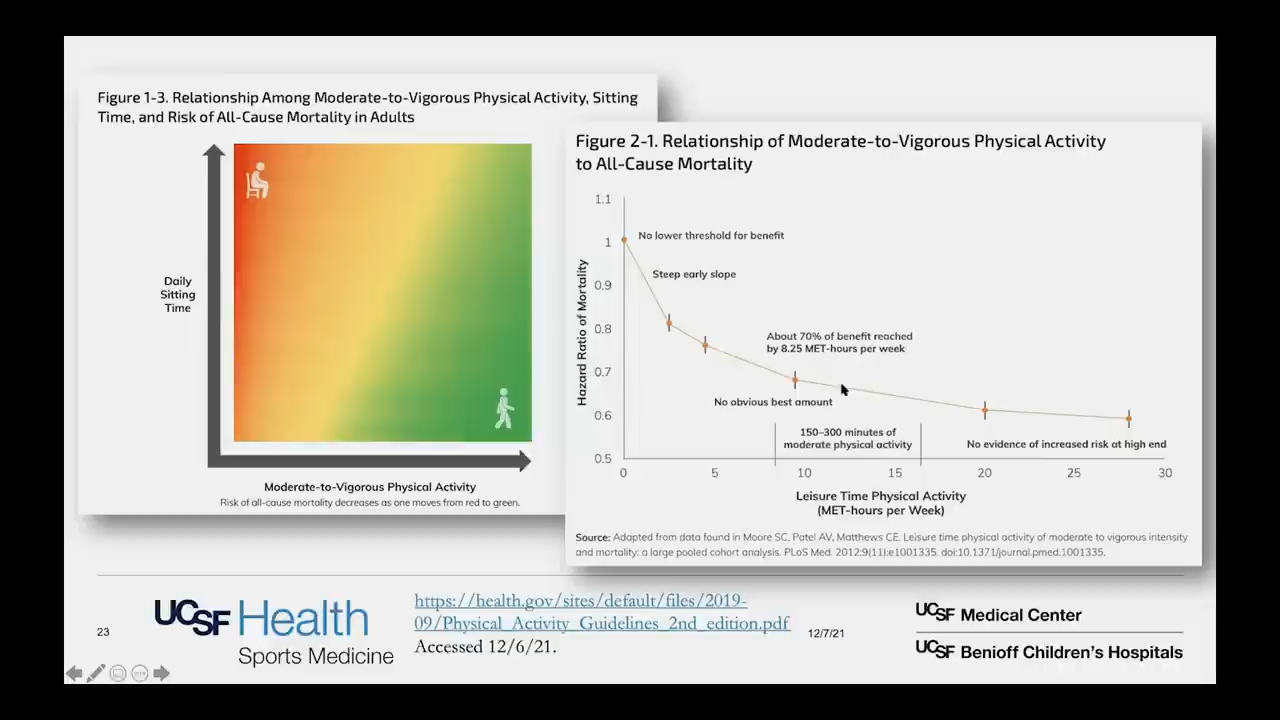 Figure 1-3. Relationship Among Moderate-to-Vigorous Physical Activity, Sitting
Time, and Risk of All-Cause Mortality in Adults
Daily
Sitting
Time
Moderate-to-Vigorous Physical Activity
Risk of all-cause mortality decreases as one moves from red to green.
Figure 2-1. Relationship of Moderate-to-Vigorous Physical Activity
to All-Cause Mortality
Hazard Ratio of Mortality
1.1
1
0.9
0.8
0.7
0.6
0.5
No lower threshold for benefit
Steep early slope
About 70% of benefit reached
by 8.25 MET-hours per week
No obvious best amount
150–300 minutes of
moderate physical activity
No evidence of increased risk at high end
0 5 10 15 20 25 30
Leisure Time Physical Activity
(MET-hours per Week)
Source: Adapted from data found in Moore SC, Patel AV, Matthews CE. Leisure time physical activity of moderate to vigorous intensity
and mortality: a large pooled cohort analysis. PLoS Med. 2012:9(11):e1001335. doi:10.1371/journal.pmed.1001335.
23
UCSF Health
Sports Medicine
https://health.gov/sites/default/files/2019-
09/Physical_Activity_Guidelines_2nd_edition.pdf
Accessed 12/6/21.
12/7/21
UCSF Medical Center
UCSF Benioff Children's Hospitals